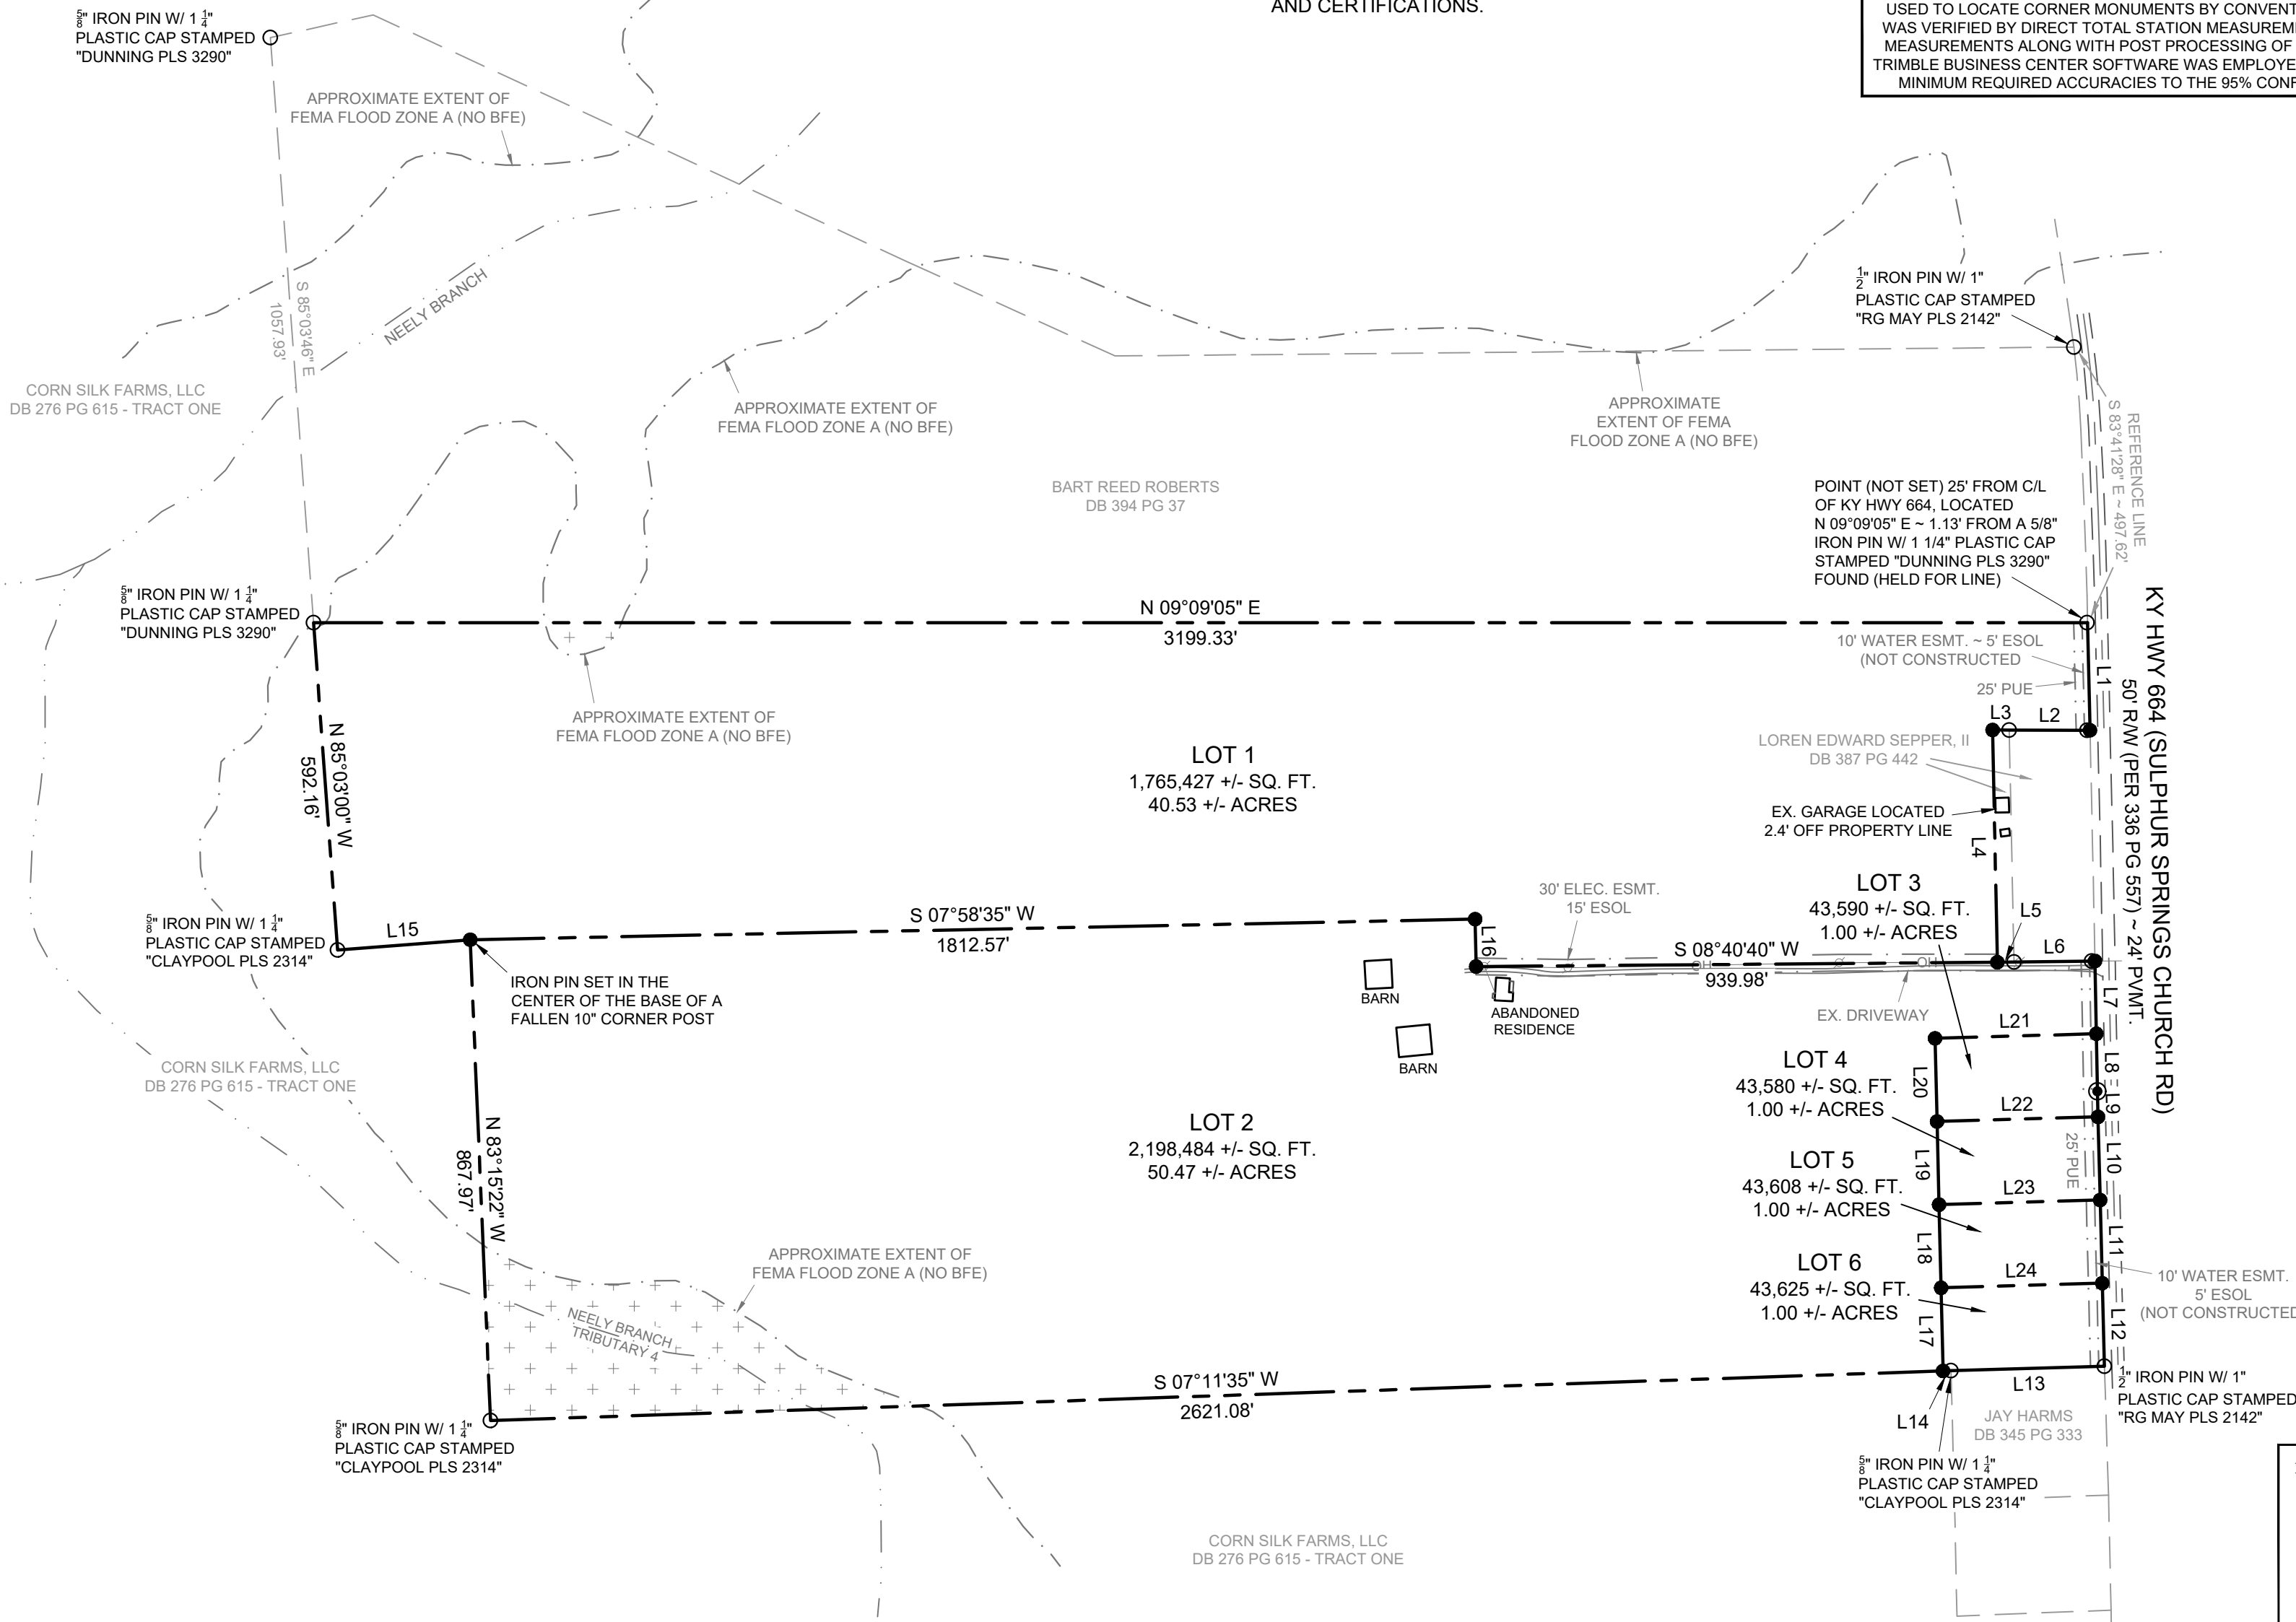 AND CERTIFICATIONS.
USED TO LOCATE CORNER MONUMENTS BY CONVENT
WAS VERIFIED BY DIRECT TOTAL STATION MEASUREM
MEASUREMENTS ALONG WITH POST PROCESSING OF
TRIMBLE BUSINESS CENTER SOFTWARE WAS EMPLOYE
MINIMUM REQUIRED ACCURACIES TO THE 95% CONF
5/8" IRON PIN W/ 1 1/4"
PLASTIC CAP STAMPED
"DUNNING PLS 3290"
APPROXIMATE EXTENT OF
FEMA FLOOD ZONE A (NO BFE)
S 85°03'46" E
1057.93'
NEELY BRANCH
CORN SILK FARMS, LLC
DB 276 PG 615 - TRACT ONE
APPROXIMATE EXTENT OF
FEMA FLOOD ZONE A (NO BFE)
APPROXIMATE
EXTENT OF FEMA
FLOOD ZONE A (NO BFE)
1/2" IRON PIN W/ 1"
PLASTIC CAP STAMPED
"RG MAY PLS 2142"
REFERENCE LINE
S 83°41'28" E ~ 497.62'
BART REED ROBERTS
DB 394 PG 37
POINT (NOT SET) 25' FROM C/L
OF KY HWY 664, LOCATED
N 09°09'05" E ~ 1.13' FROM A 5/8"
IRON PIN W/ 1 1/4" PLASTIC CAP
STAMPED "DUNNING PLS 3290"
FOUND (HELD FOR LINE)
5/8" IRON PIN W/ 1 1/4"
PLASTIC CAP STAMPED
"DUNNING PLS 3290"
N 09°09'05" E
3199.33'
10' WATER ESMT. ~ 5' ESOL
(NOT CONSTRUCTED
25' PUE
L1
KY HWY 664 (SULPHUR SPRINGS CHURCH RD)
50' R/W (PER 336 PG 557) ~ 24' PVMT.
L3
L2
N 85°03'00" W
592.16'
APPROXIMATE EXTENT OF
FEMA FLOOD ZONE A (NO BFE)
LOT 1
1,765,427 +/- SQ. FT.
40.53 +/- ACRES
LOREN EDWARD SEPPER, II
DB 387 PG 442
EX. GARAGE LOCATED
2.4' OFF PROPERTY LINE
L4
5/8" IRON PIN W/ 1 1/4"
PLASTIC CAP STAMPED
"CLAYPOOL PLS 2314"
L15
S 07°58'35" W
1812.57'
L16
30' ELEC. ESMT.
15' ESOL
LOT 3
43,590 +/- SQ. FT.
1.00 +/- ACRES
L5
L6
S 08°40'40" W
939.98'
OH
OH
IRON PIN SET IN THE
CENTER OF THE BASE OF A
FALLEN 10" CORNER POST
BARN
BARN
ABANDONED
RESIDENCE
EX. DRIVEWAY
L7
L21
L8
L20
LOT 4
43,580 +/- SQ. FT.
1.00 +/- ACRES
L22
L9
CORN SILK FARMS, LLC
DB 276 PG 615 - TRACT ONE
N 83°15'22" W
867.97'
LOT 2
2,198,484 +/- SQ. FT.
50.47 +/- ACRES
25' PUE
L10
L19
LOT 5
43,608 +/- SQ. FT.
1.00 +/- ACRES
L23
L11
L18
LOT 6
43,625 +/- SQ. FT.
1.00 +/- ACRES
L24
10' WATER ESMT.
5' ESOL
(NOT CONSTRUCTED
L12
L17
APPROXIMATE EXTENT OF
FEMA FLOOD ZONE A (NO BFE)
NEELY BRANCH
TRIBUTARY 4
S 07°11'35" W
2621.08'
L13
L14
1/2" IRON PIN W/ 1"
PLASTIC CAP STAMPED
"RG MAY PLS 2142"
JAY HARMS
DB 345 PG 333
5/8" IRON PIN W/ 1 1/4"
PLASTIC CAP STAMPED
"CLAYPOOL PLS 2314"
5/8" IRON PIN W/ 1 1/4"
PLASTIC CAP STAMPED
"CLAYPOOL PLS 2314"
CORN SILK FARMS, LLC
DB 276 PG 615 - TRACT ONE